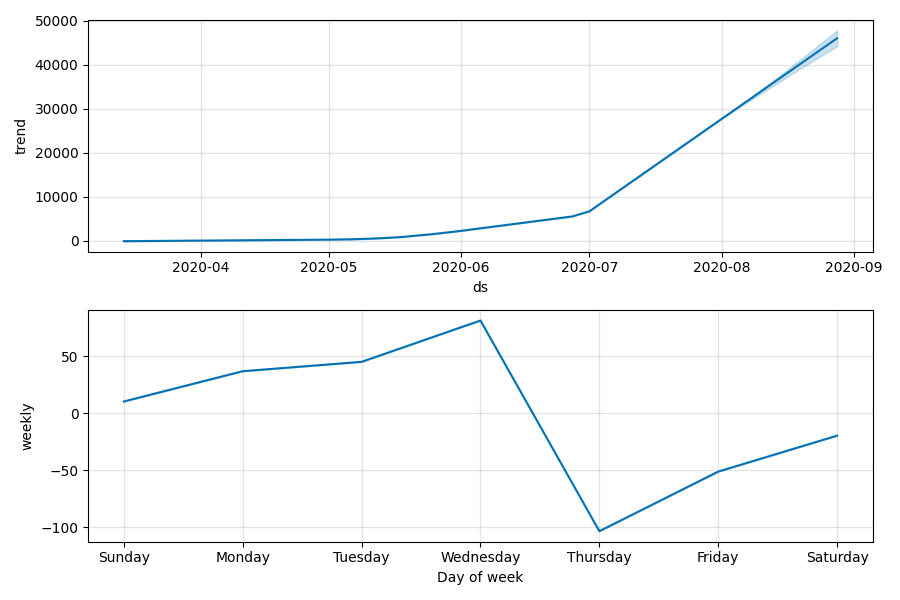 50000
40000
30000
20000
10000
0
trend
2020-04 2020-05 2020-06 2020-07 2020-08 2020-09
ds
50
0
−50
−100
weekly
Sunday Monday Tuesday Wednesday Thursday Friday Saturday
Day of week